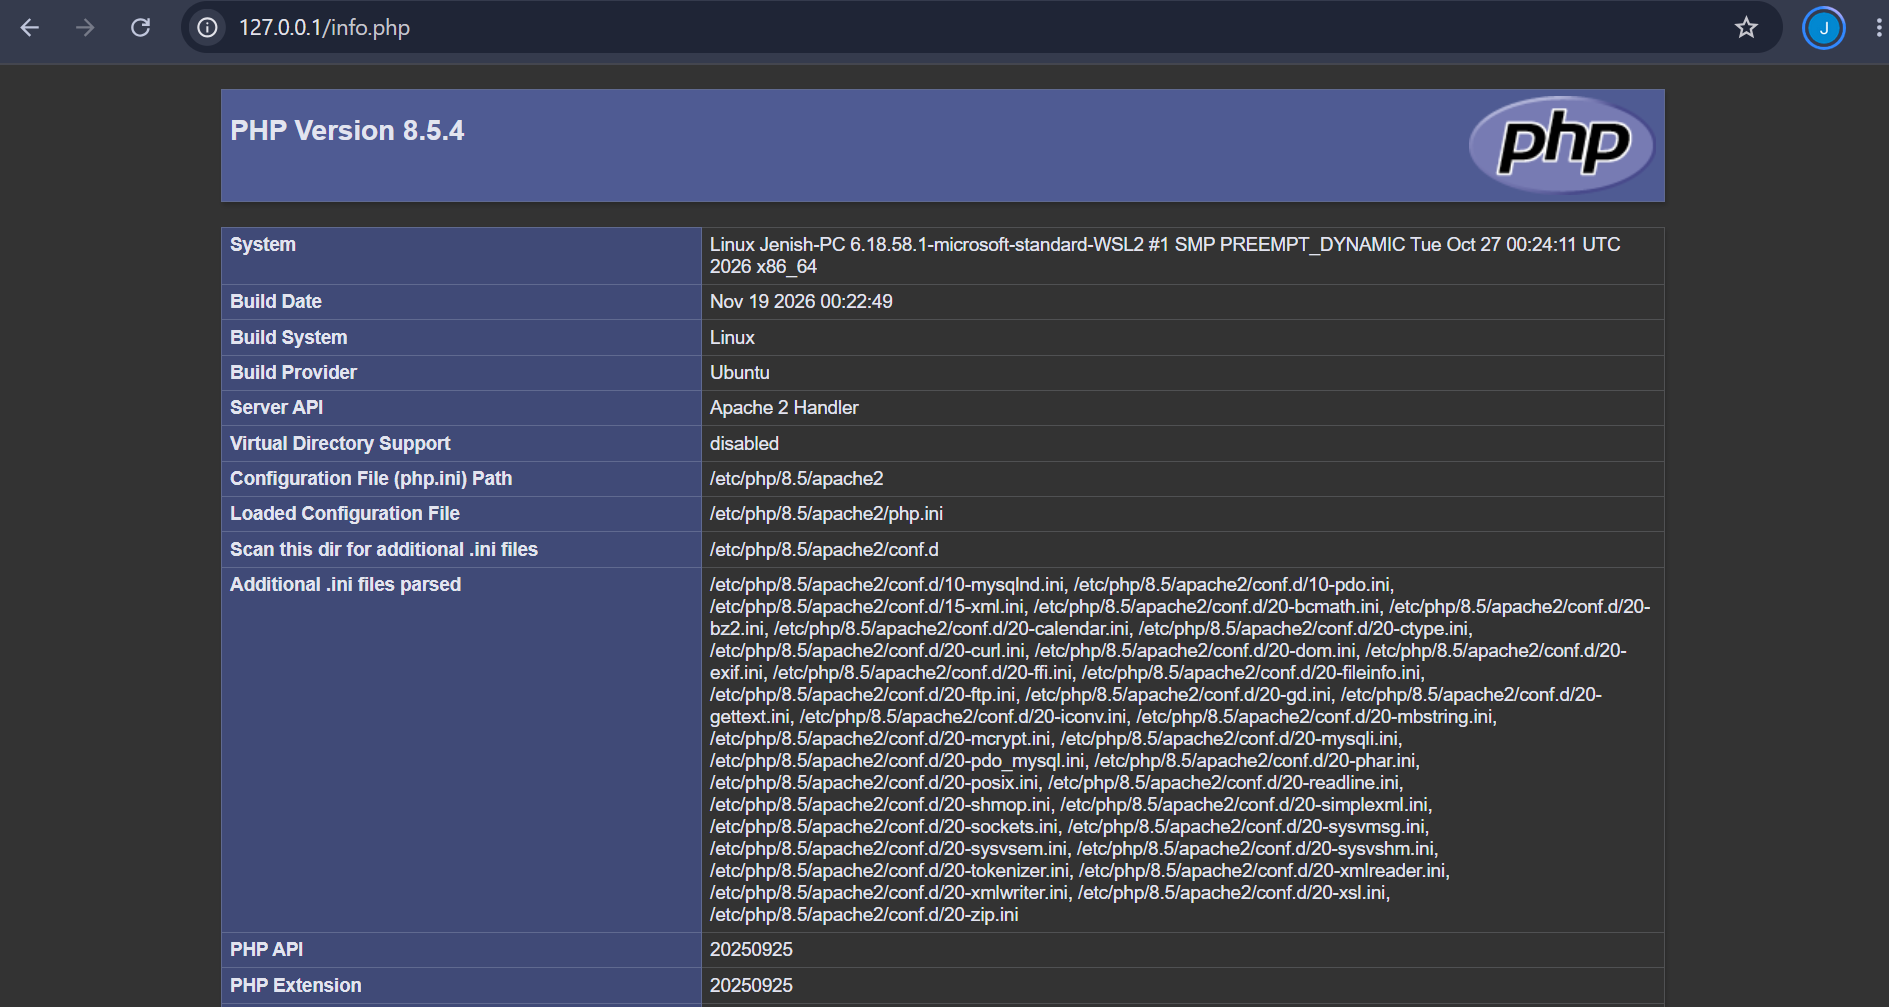 127.0.0.1/info.php
J
PHP Version 8.5.4
php
System
Linux Jenish-PC 6.18.58.1-microsoft-standard-WSL2 #1 SMP PREEMPT_DYNAMIC Tue Oct 27 00:24:11 UTC
2026 x86_64
Build Date
Nov 19 2026 00:22:49
Build System
Linux
Build Provider
Ubuntu
Server API
Apache 2 Handler
Virtual Directory Support
disabled
Configuration File (php.ini) Path
/etc/php/8.5/apache2
Loaded Configuration File
/etc/php/8.5/apache2/php.ini
Scan this dir for additional .ini files
/etc/php/8.5/apache2/conf.d
Additional .ini files parsed
/etc/php/8.5/apache2/conf.d/10-mysqlnd.ini, /etc/php/8.5/apache2/conf.d/10-pdo.ini,
/etc/php/8.5/apache2/conf.d/15-xml.ini, /etc/php/8.5/apache2/conf.d/20-bcmath.ini, /etc/php/8.5/apache2/conf.d/20-
bz2.ini, /etc/php/8.5/apache2/conf.d/20-calendar.ini, /etc/php/8.5/apache2/conf.d/20-ctype.ini,
/etc/php/8.5/apache2/conf.d/20-curl.ini, /etc/php/8.5/apache2/conf.d/20-dom.ini, /etc/php/8.5/apache2/conf.d/20-
exif.ini, /etc/php/8.5/apache2/conf.d/20-ffi.ini, /etc/php/8.5/apache2/conf.d/20-fileinfo.ini,
/etc/php/8.5/apache2/conf.d/20-ftp.ini, /etc/php/8.5/apache2/conf.d/20-gd.ini, /etc/php/8.5/apache2/conf.d/20-
gettext.ini, /etc/php/8.5/apache2/conf.d/20-iconv.ini, /etc/php/8.5/apache2/conf.d/20-mbstring.ini,
/etc/php/8.5/apache2/conf.d/20-mcrypt.ini, /etc/php/8.5/apache2/conf.d/20-mysqli.ini,
/etc/php/8.5/apache2/conf.d/20-pdo_mysql.ini, /etc/php/8.5/apache2/conf.d/20-phar.ini,
/etc/php/8.5/apache2/conf.d/20-posix.ini, /etc/php/8.5/apache2/conf.d/20-readline.ini,
/etc/php/8.5/apache2/conf.d/20-shmop.ini, /etc/php/8.5/apache2/conf.d/20-simplexml.ini,
/etc/php/8.5/apache2/conf.d/20-sockets.ini, /etc/php/8.5/apache2/conf.d/20-sysvmsg.ini,
/etc/php/8.5/apache2/conf.d/20-sysvsem.ini, /etc/php/8.5/apache2/conf.d/20-sysvshm.ini,
/etc/php/8.5/apache2/conf.d/20-tokenizer.ini, /etc/php/8.5/apache2/conf.d/20-xmlreader.ini,
/etc/php/8.5/apache2/conf.d/20-xmlwriter.ini, /etc/php/8.5/apache2/conf.d/20-xsl.ini,
/etc/php/8.5/apache2/conf.d/20-zip.ini
PHP API
20250925
PHP Extension
20250925